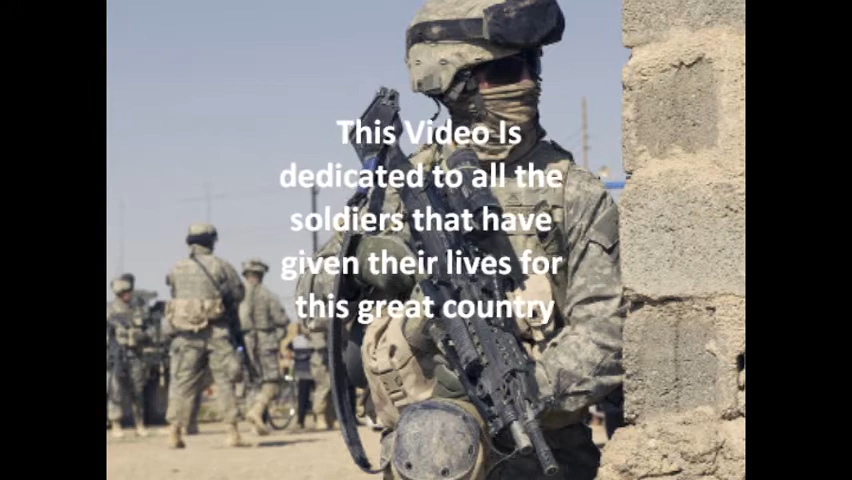 This Video Is
dedicated to all the
soldiers that have
given their lives for
this great country